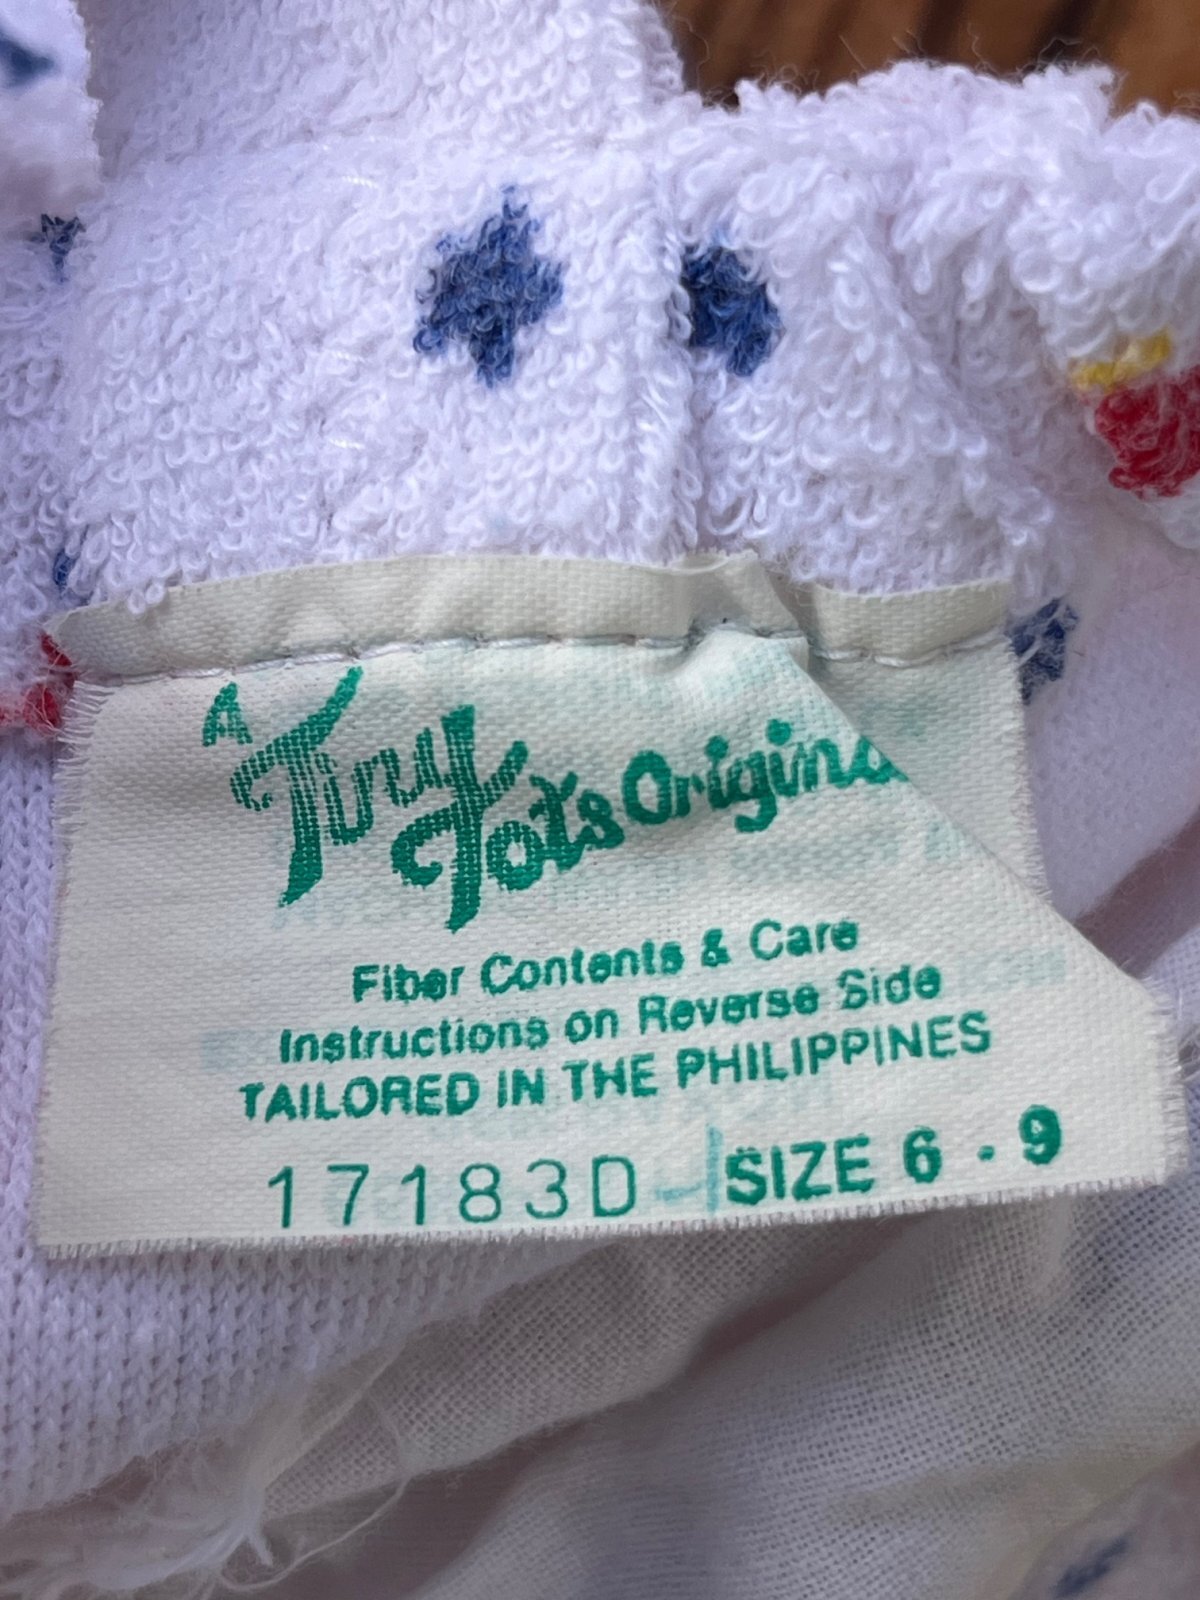 A Tiny Tots Origina
Fiber Contents & Care
Instructions on Reverse Side
TAILORED IN THE PHILIPPINES
17183D SIZE 6 - 9